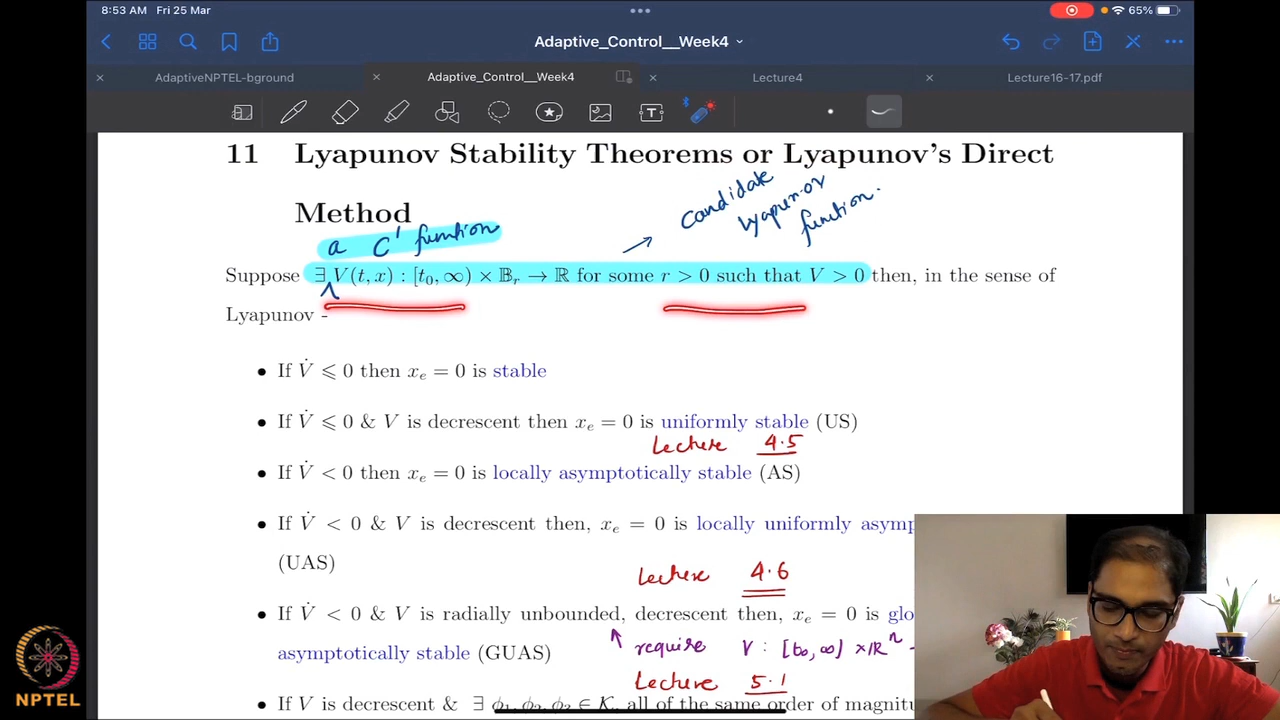 8:53 AM Fri 25 Mar
65%
Adaptive_Control__Week4
AdaptiveNPTEL-bground
Adaptive_Control__Week4
Lecture4
Lecture16-17.pdf
11 Lyapunov Stability Theorems or Lyapunov's Direct
Method
candidate
Lyapunov
function.
a C' function
Suppose ∃ V(t, x) : [t₀, ∞) × 𝔹ᵣ → ℝ for some r > 0 such that V > 0 then, in the sense of
Lyapunov -
• If V̇ ⩽ 0 then xₑ = 0 is stable
• If V̇ ⩽ 0 & V is decrescent then xₑ = 0 is uniformly stable (US)
Lecture 4.5
• If V̇ < 0 then xₑ = 0 is locally asymptotically stable (AS)
• If V̇ < 0 & V is decrescent then, xₑ = 0 is locally uniformly asymp
(UAS)
Lecture 4.6
• If V̇ < 0 & V is radially unbounded, decrescent then, xₑ = 0 is glo
asymptotically stable (GUAS)
require V : [t₀, ∞) × ℝⁿ -
Lecture 5.1
• If V is decrescent & ∃ ϕ₁, ϕ₂, ϕ₃ ∈ 𝒦, all of the same order of magnitu
NPTEL